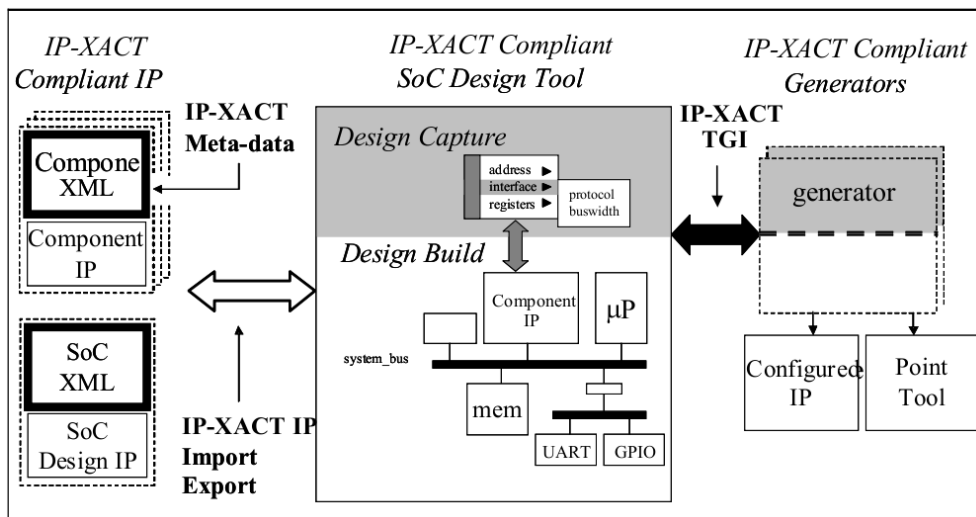 IP-XACT
Compliant IP
IP-XACT
Meta-data
Compone
XML
Component
IP
SoC
XML
SoC
Design IP
IP-XACT IP
Import
Export
IP-XACT Compliant
SoC Design Tool
Design Capture
address
interface
registers
protocol
buswidth
Design Build
Component
IP
μP
system_bus
mem
UART
GPIO
IP-XACT
TGI
IP-XACT Compliant
Generators
generator
Configured
IP
Point
Tool